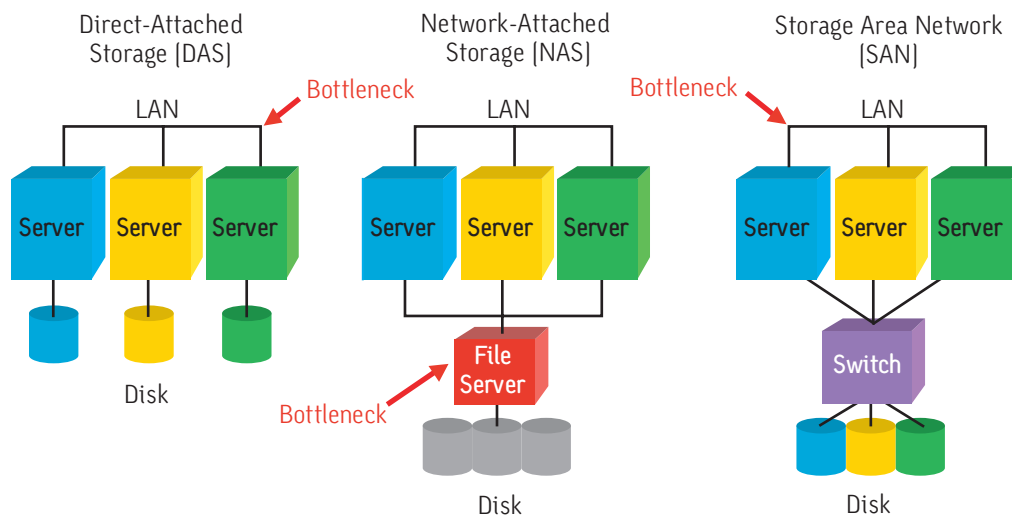 Direct-Attached
Storage (DAS)
Network-Attached
Storage (NAS)
Storage Area Network
(SAN)
Bottleneck
Bottleneck
LAN
LAN
LAN
Server
Server
Server
Server
Server
Server
Server
Server
Server
File
Server
Switch
Disk
Bottleneck
Disk
Disk